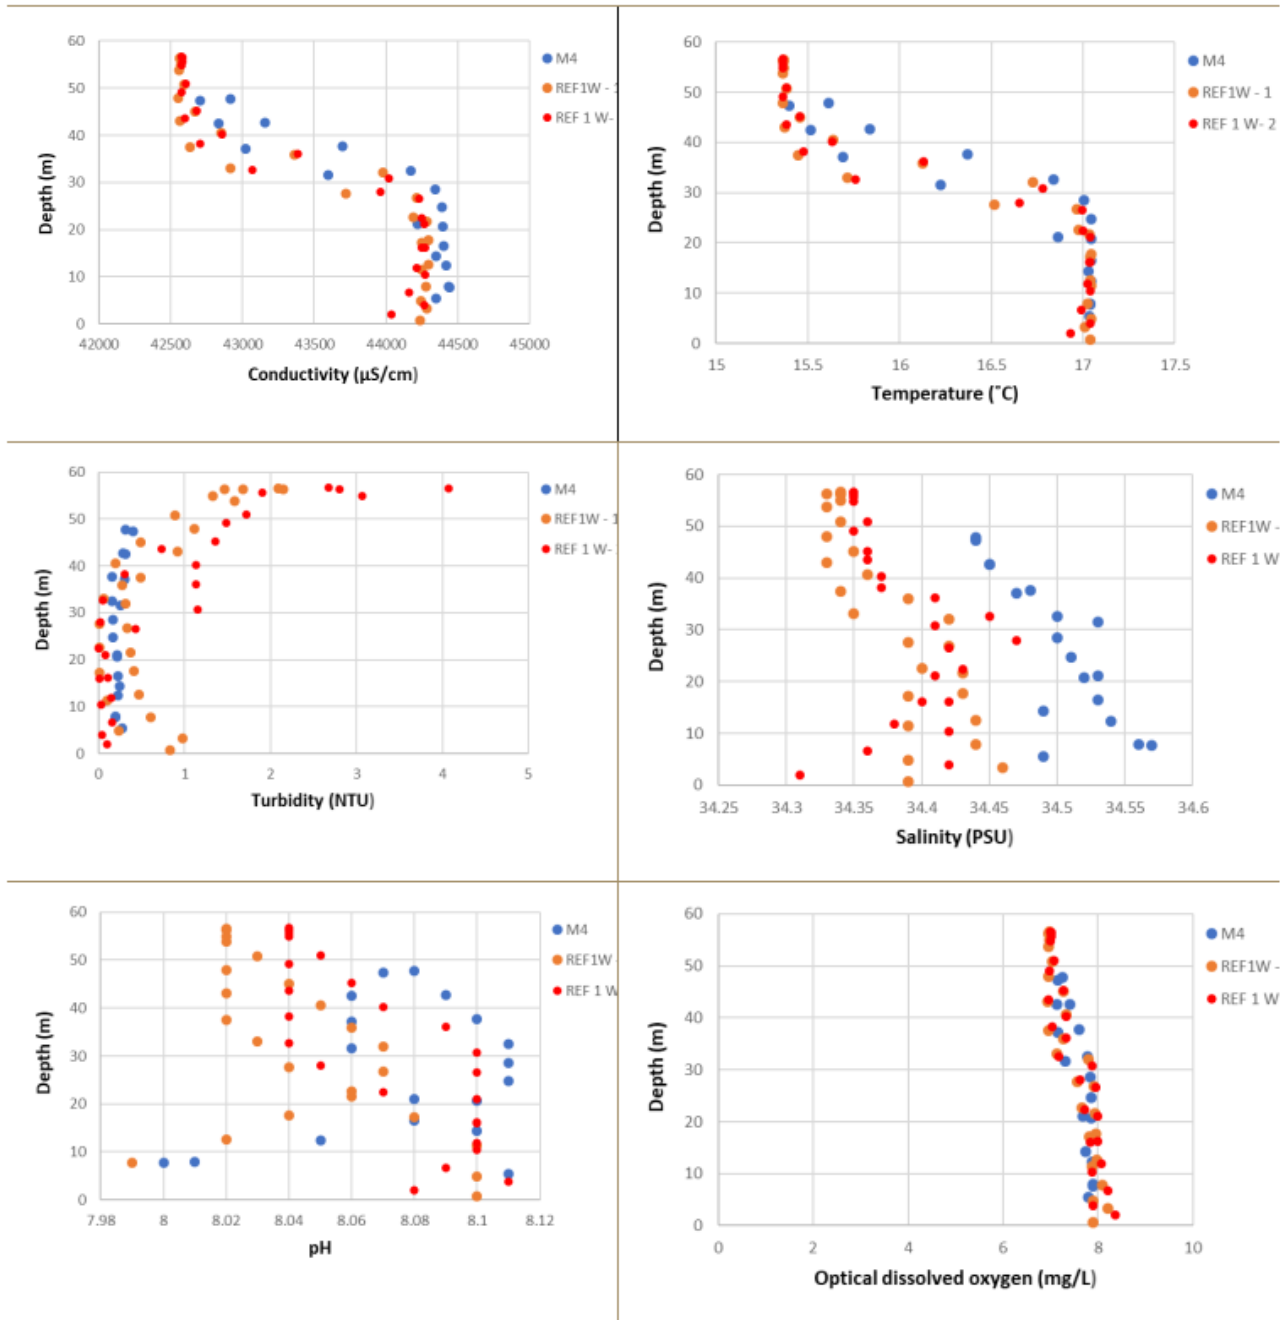 60
50
40
30
20
10
0
Depth (m)
42000 42500 43000 43500 44000 44500 45000
Conductivity (µS/cm)
M4
REF1W - 1
REF 1 W-
60
50
40
30
20
10
0
Depth (m)
15 15.5 16 16.5 17 17.5
Temperature (˚C)
M4
REF1W - 1
REF 1 W- 2
60
50
40
30
20
10
0
Depth (m)
0 1 2 3 4 5
Turbidity (NTU)
M4
REF1W - 1
REF 1 W-
60
50
40
30
20
10
0
Depth (m)
34.25 34.3 34.35 34.4 34.45 34.5 34.55 34.6
Salinity (PSU)
M4
REF1W - 1
REF 1 W
60
50
40
30
20
10
0
Depth (m)
7.98 8 8.02 8.04 8.06 8.08 8.1 8.12
pH
M4
REF1W -
REF 1 W
60
50
40
30
20
10
0
Depth (m)
0 2 4 6 8 10
Optical dissolved oxygen (mg/L)
M4
REF1W -
REF 1 W